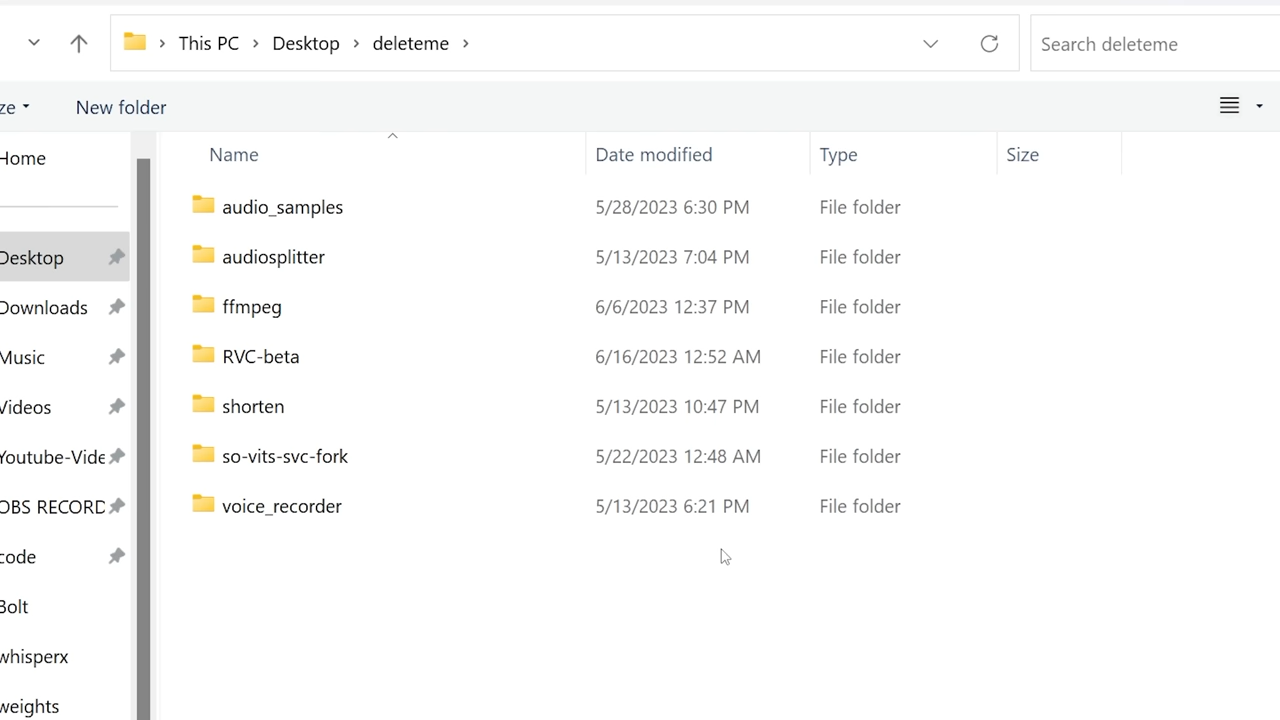 This PC > Desktop > deleteme >
Search deleteme
ze
New folder
Name
Date modified
Type
Size
Home
Desktop
Downloads
Music
Videos
Youtube-Vide
OBS RECORD
code
Bolt
whisperx
weights
audio_samples 5/28/2023 6:30 PM File folder
audiosplitter 5/13/2023 7:04 PM File folder
ffmpeg 6/6/2023 12:37 PM File folder
RVC-beta 6/16/2023 12:52 AM File folder
shorten 5/13/2023 10:47 PM File folder
so-vits-svc-fork 5/22/2023 12:48 AM File folder
voice_recorder 5/13/2023 6:21 PM File folder